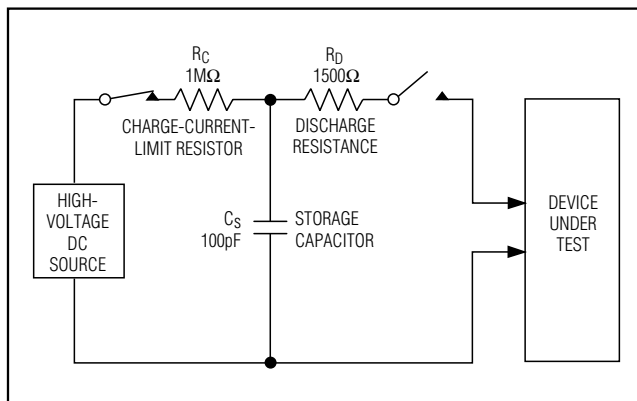 R_C
1MΩ
CHARGE-CURRENT-
LIMIT RESISTOR
R_D
1500Ω
DISCHARGE
RESISTANCE
HIGH-
VOLTAGE
DC
SOURCE
C_S
100pF
STORAGE
CAPACITOR
DEVICE
UNDER
TEST